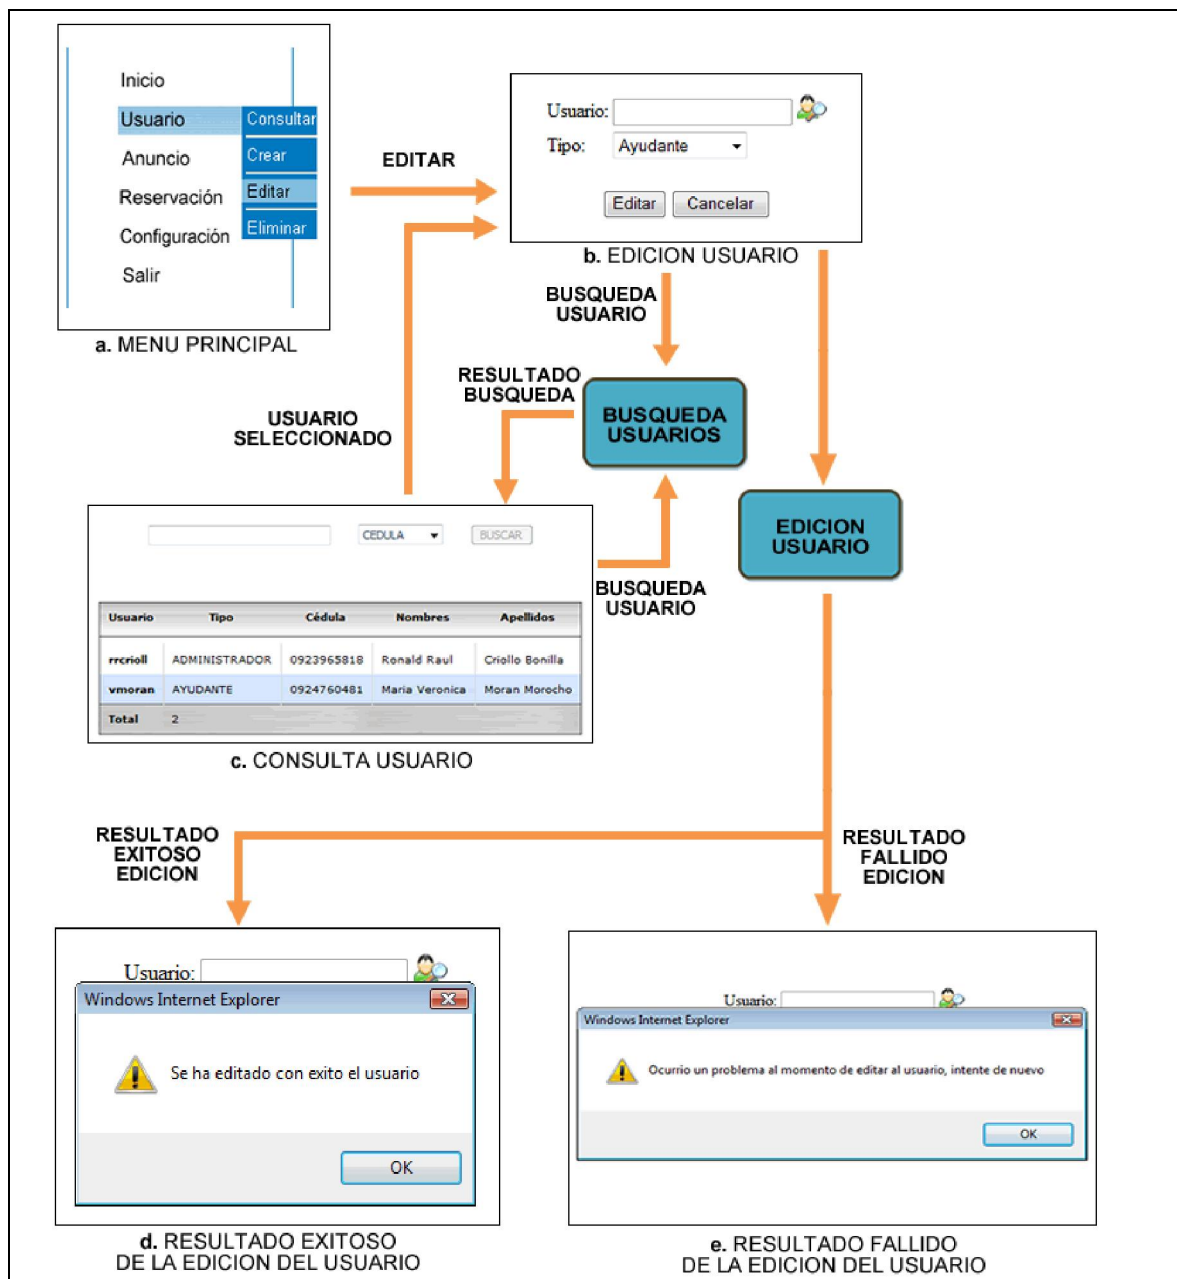 Inicio
Usuario
Consultar
Anuncio
Crear
Reservación
Editar
Configuración
Eliminar
Salir
a. MENU PRINCIPAL
EDITAR
Usuario:
Tipo: Ayudante
Editar Cancelar
b. EDICION USUARIO
BUSQUEDA
USUARIO
RESULTADO
BUSQUEDA
BUSQUEDA
USUARIOS
USUARIO
SELECCIONADO
EDICION
USUARIO
CEDULA BUSCAR
BUSQUEDA
USUARIO
Usuario Tipo Cédula Nombres Apellidos
rrcrioll ADMINISTRADOR 0923965818 Ronald Raul Criollo Bonilla
vmoran AYUDANTE 0924760481 Maria Veronica Moran Morocho
Total 2
c. CONSULTA USUARIO
RESULTADO
EXITOSO
EDICION
RESULTADO
FALLIDO
EDICION
Usuario:
Windows Internet Explorer
Se ha editado con exito el usuario
OK
d. RESULTADO EXITOSO
DE LA EDICION DEL USUARIO
Usuario:
Windows Internet Explorer
Ocurrio un problema al momento de editar al usuario, intente de nuevo
OK
e. RESULTADO FALLIDO
DE LA EDICION DEL USUARIO